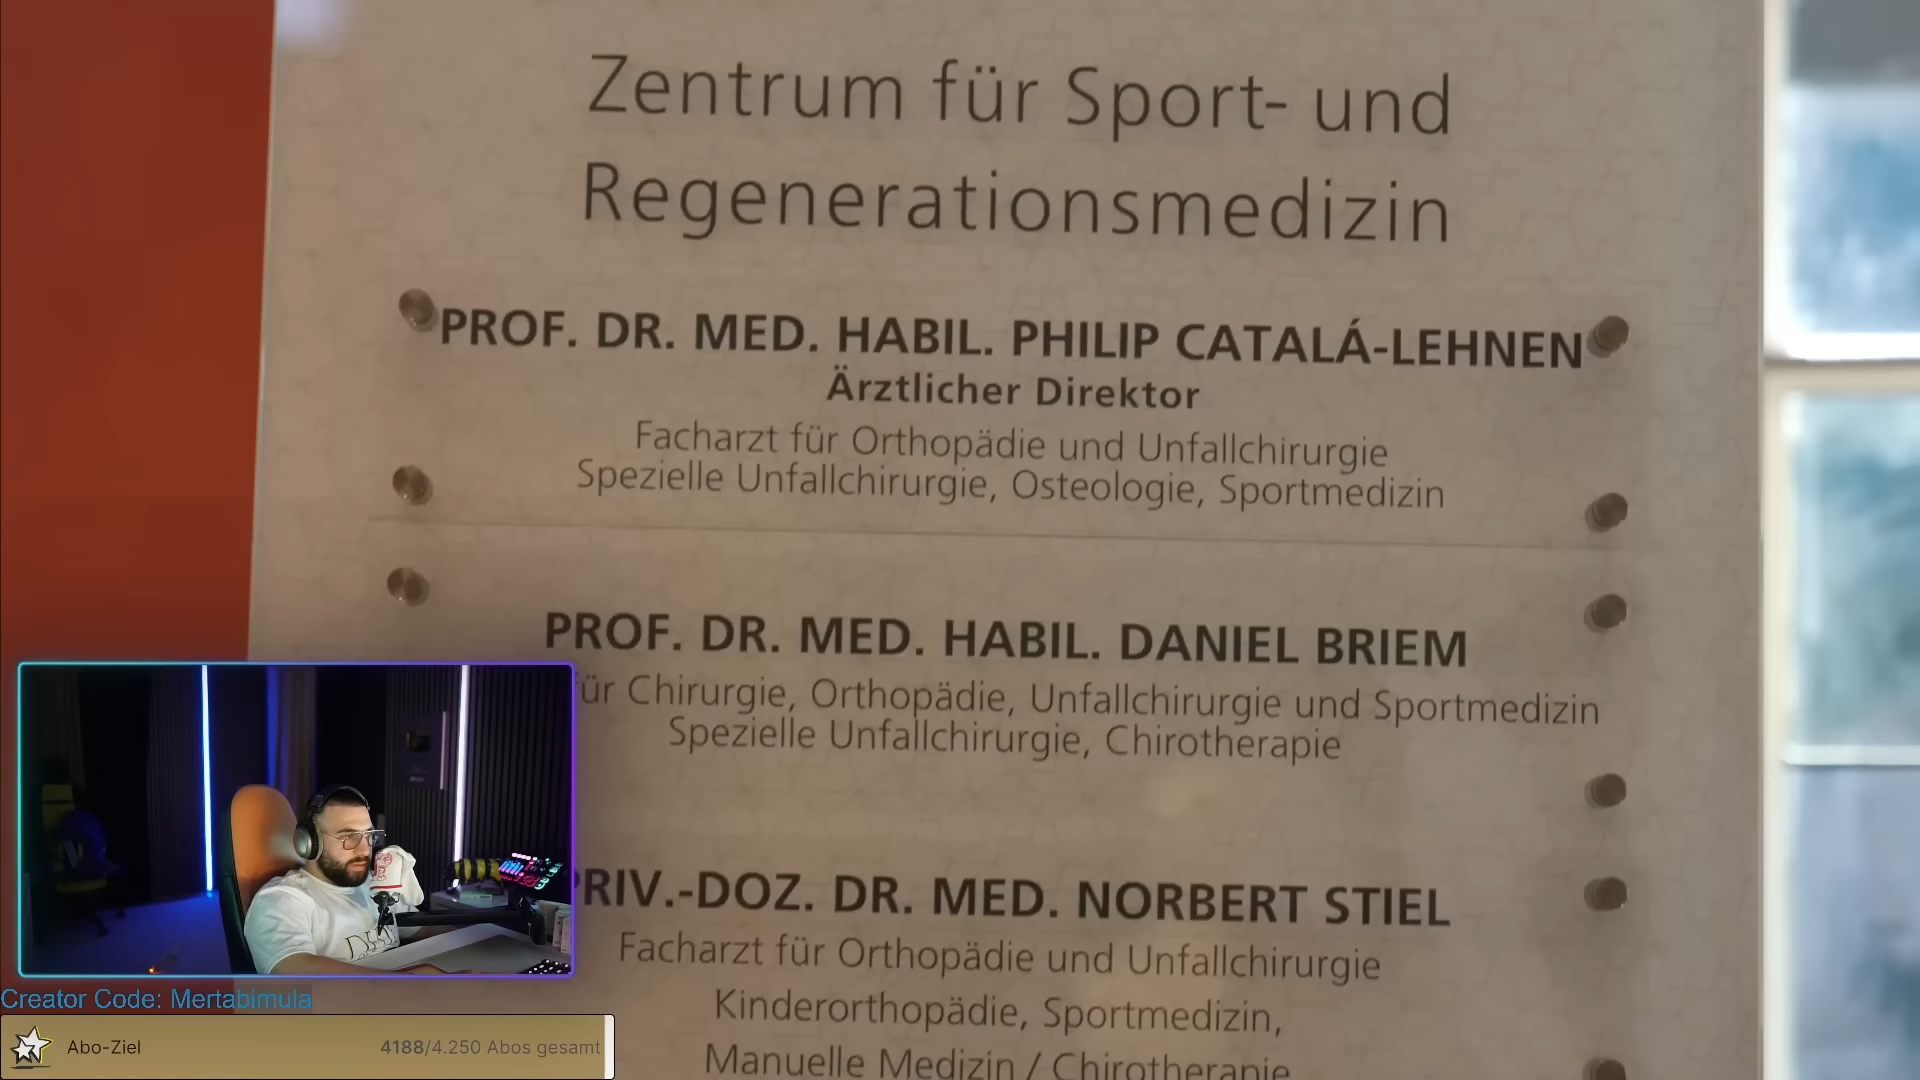 Zentrum für Sport- und
Regenerationsmedizin
PROF. DR. MED. HABIL. PHILIP CATALÁ-LEHNEN
Ärztlicher Direktor
Facharzt für Orthopädie und Unfallchirurgie
Spezielle Unfallchirurgie, Osteologie, Sportmedizin
PROF. DR. MED. HABIL. DANIEL BRIEM
für Chirurgie, Orthopädie, Unfallchirurgie und Sportmedizin
Spezielle Unfallchirurgie, Chirotherapie
PRIV.-DOZ. DR. MED. NORBERT STIEL
Facharzt für Orthopädie und Unfallchirurgie
Kinderorthopädie, Sportmedizin,
Manuelle Medizin / Chirotherapie
Creator Code: Mertabimula
Abo-Ziel 4188/4.250 Abos gesamt